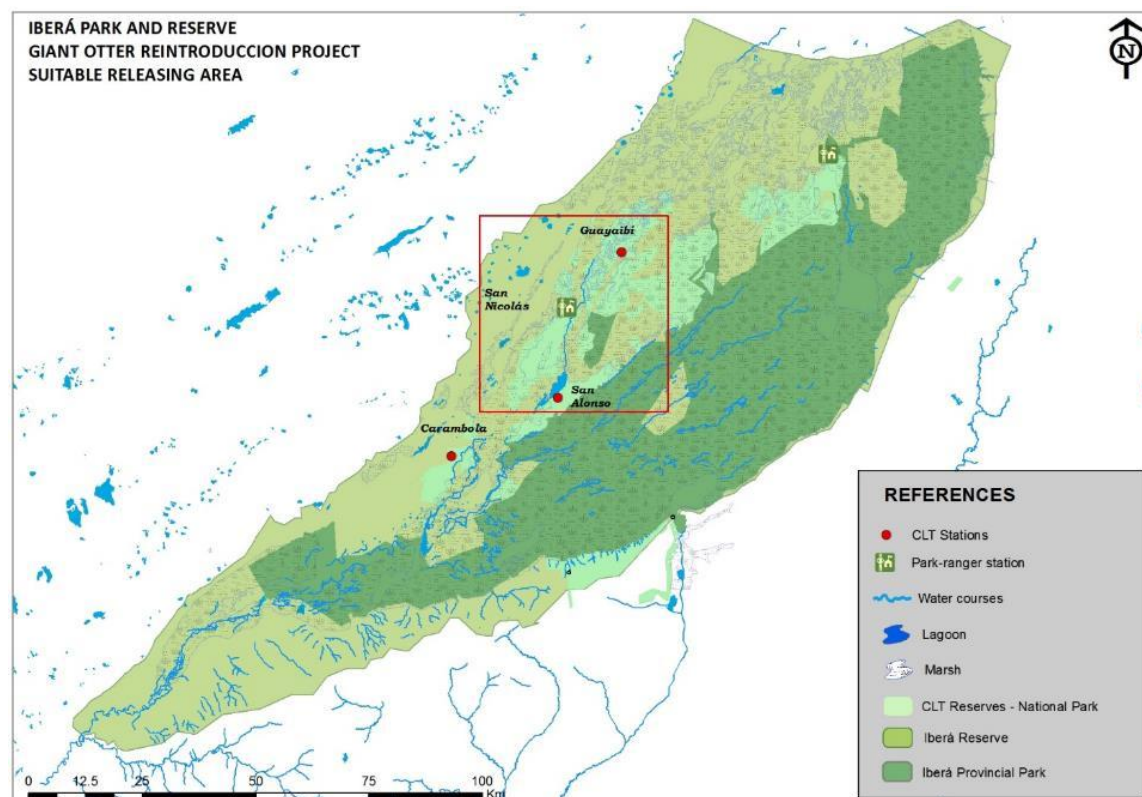 IBERÁ PARK AND RESERVE
GIANT OTTER REINTRODUCCION PROJECT
SUITABLE RELEASING AREA
N
Guayaibi
San
Nicolás
San
Alonso
Carambola
REFERENCES
CLT Stations
Park-ranger station
Water courses
Lagoon
Marsh
CLT Reserves - National Park
Iberá Reserve
Iberá Provincial Park
0 12.5 25 50 75 100
Km